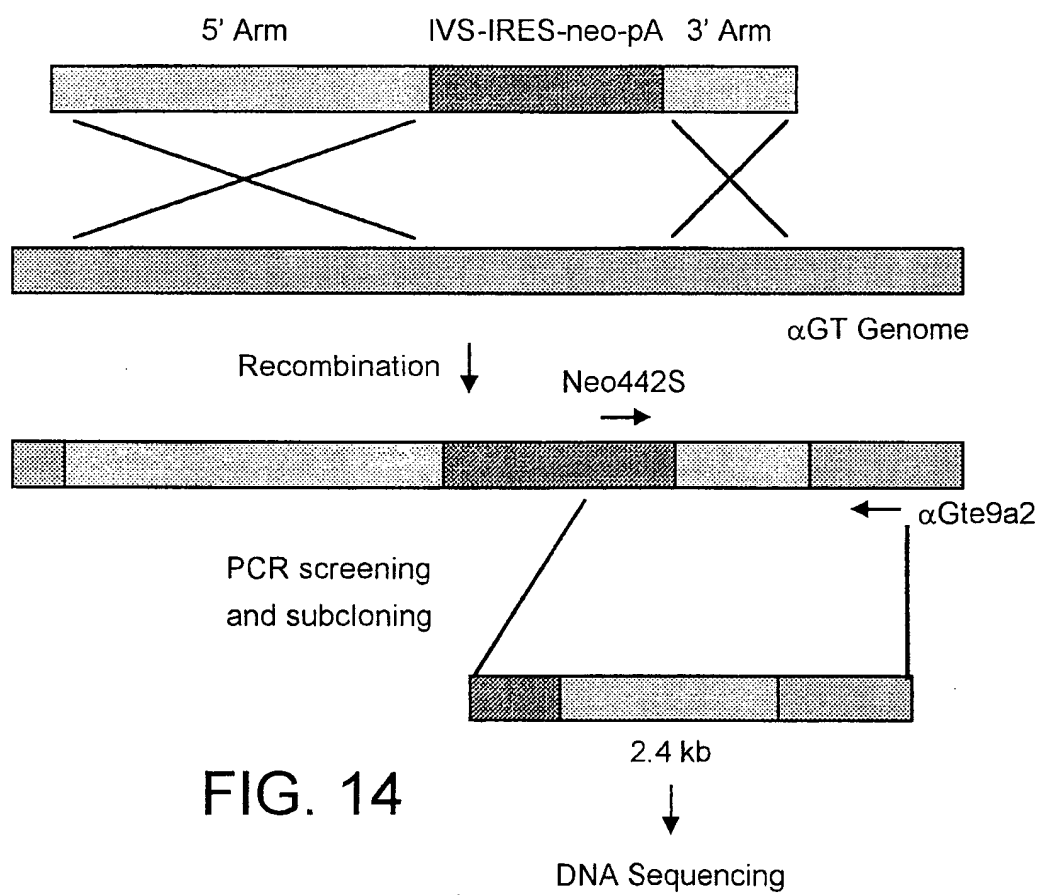 5' Arm
IVS-IRES-neo-pA
3' Arm
αGT Genome
Recombination
Neo442S
αGte9a2
PCR screening
and subcloning
2.4 kb
FIG. 14
DNA Sequencing